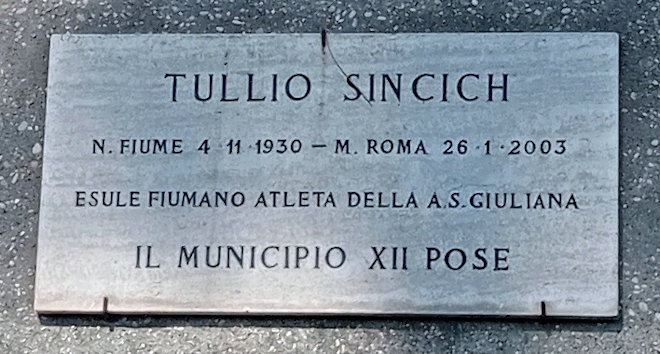 TULLIO SINCICH
N. FIUME 4·11·1930 – M. ROMA 26·1·2003
ESULE FIUMANO ATLETA DELLA A.S.GIULIANA
IL MUNICIPIO XII POSE